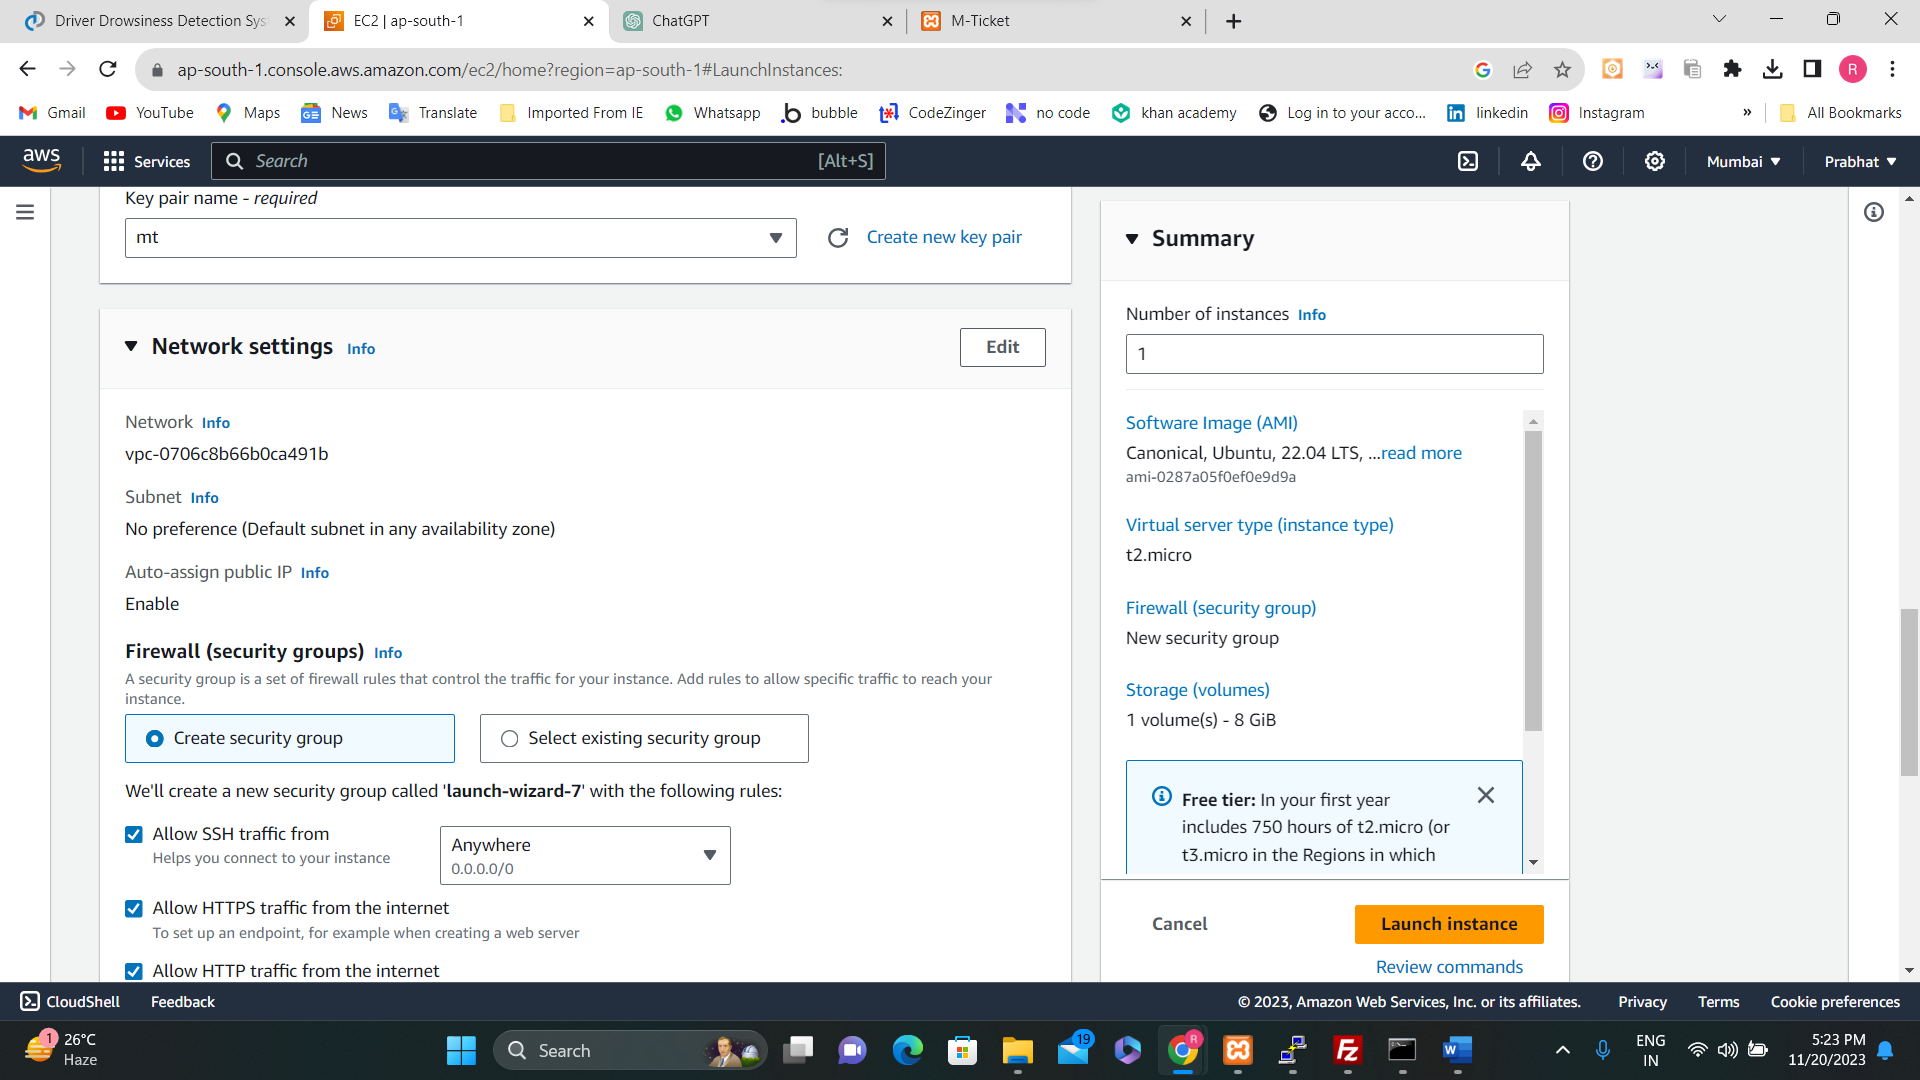 Driver Drowsiness Detection Sys
EC2 | ap-south-1
ChatGPT
M-Ticket
ap-south-1.console.aws.amazon.com/ec2/home?region=ap-south-1#LaunchInstances:
R
Gmail
YouTube
Maps
News
Translate
Imported From IE
Whatsapp
bubble
CodeZinger
no code
khan academy
Log in to your acco...
linkedin
Instagram
»
All Bookmarks
aws
Services
Search
[Alt+S]
Mumbai
Prabhat
Key pair name - required
mt
Create new key pair
Network settings Info
Edit
Network Info
vpc-0706c8b66b0ca491b
Subnet Info
No preference (Default subnet in any availability zone)
Auto-assign public IP Info
Enable
Firewall (security groups) Info
A security group is a set of firewall rules that control the traffic for your instance. Add rules to allow specific traffic to reach your
instance.
Create security group
Select existing security group
We'll create a new security group called 'launch-wizard-7' with the following rules:
Allow SSH traffic from
Helps you connect to your instance
Anywhere
0.0.0.0/0
Allow HTTPS traffic from the internet
To set up an endpoint, for example when creating a web server
Allow HTTP traffic from the internet
Summary
Number of instances Info
1
Software Image (AMI)
Canonical, Ubuntu, 22.04 LTS, ...read more
ami-0287a05f0ef0e9d9a
Virtual server type (instance type)
t2.micro
Firewall (security group)
New security group
Storage (volumes)
1 volume(s) - 8 GiB
Free tier: In your first year
includes 750 hours of t2.micro (or
t3.micro in the Regions in which
Cancel
Launch instance
Review commands
CloudShell
Feedback
© 2023, Amazon Web Services, Inc. or its affiliates.
Privacy
Terms
Cookie preferences
1
26°C
Haze
Search
19
R
Fz
W
ENG
IN
5:23 PM
11/20/2023